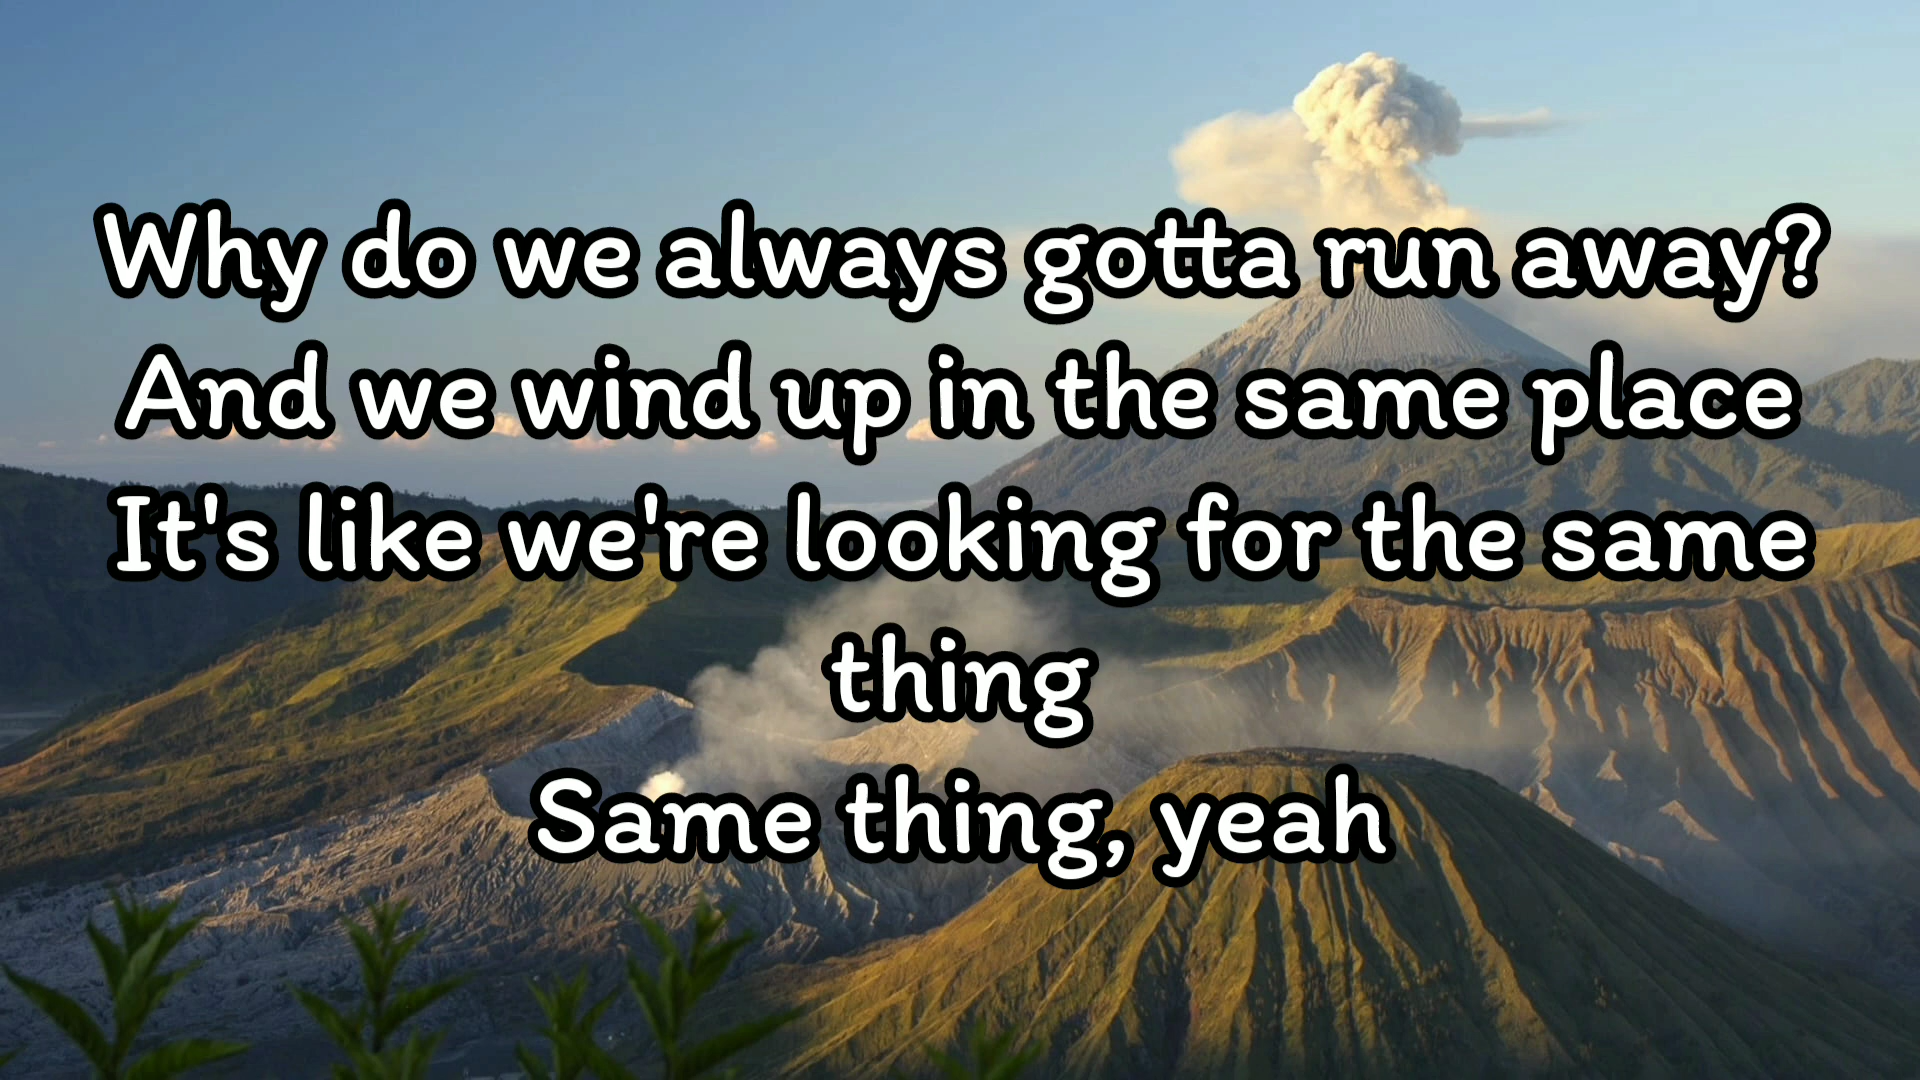 Why do we always gotta run away?
And we wind up in the same place
It's like we're looking for the same
thing
Same thing, yeah